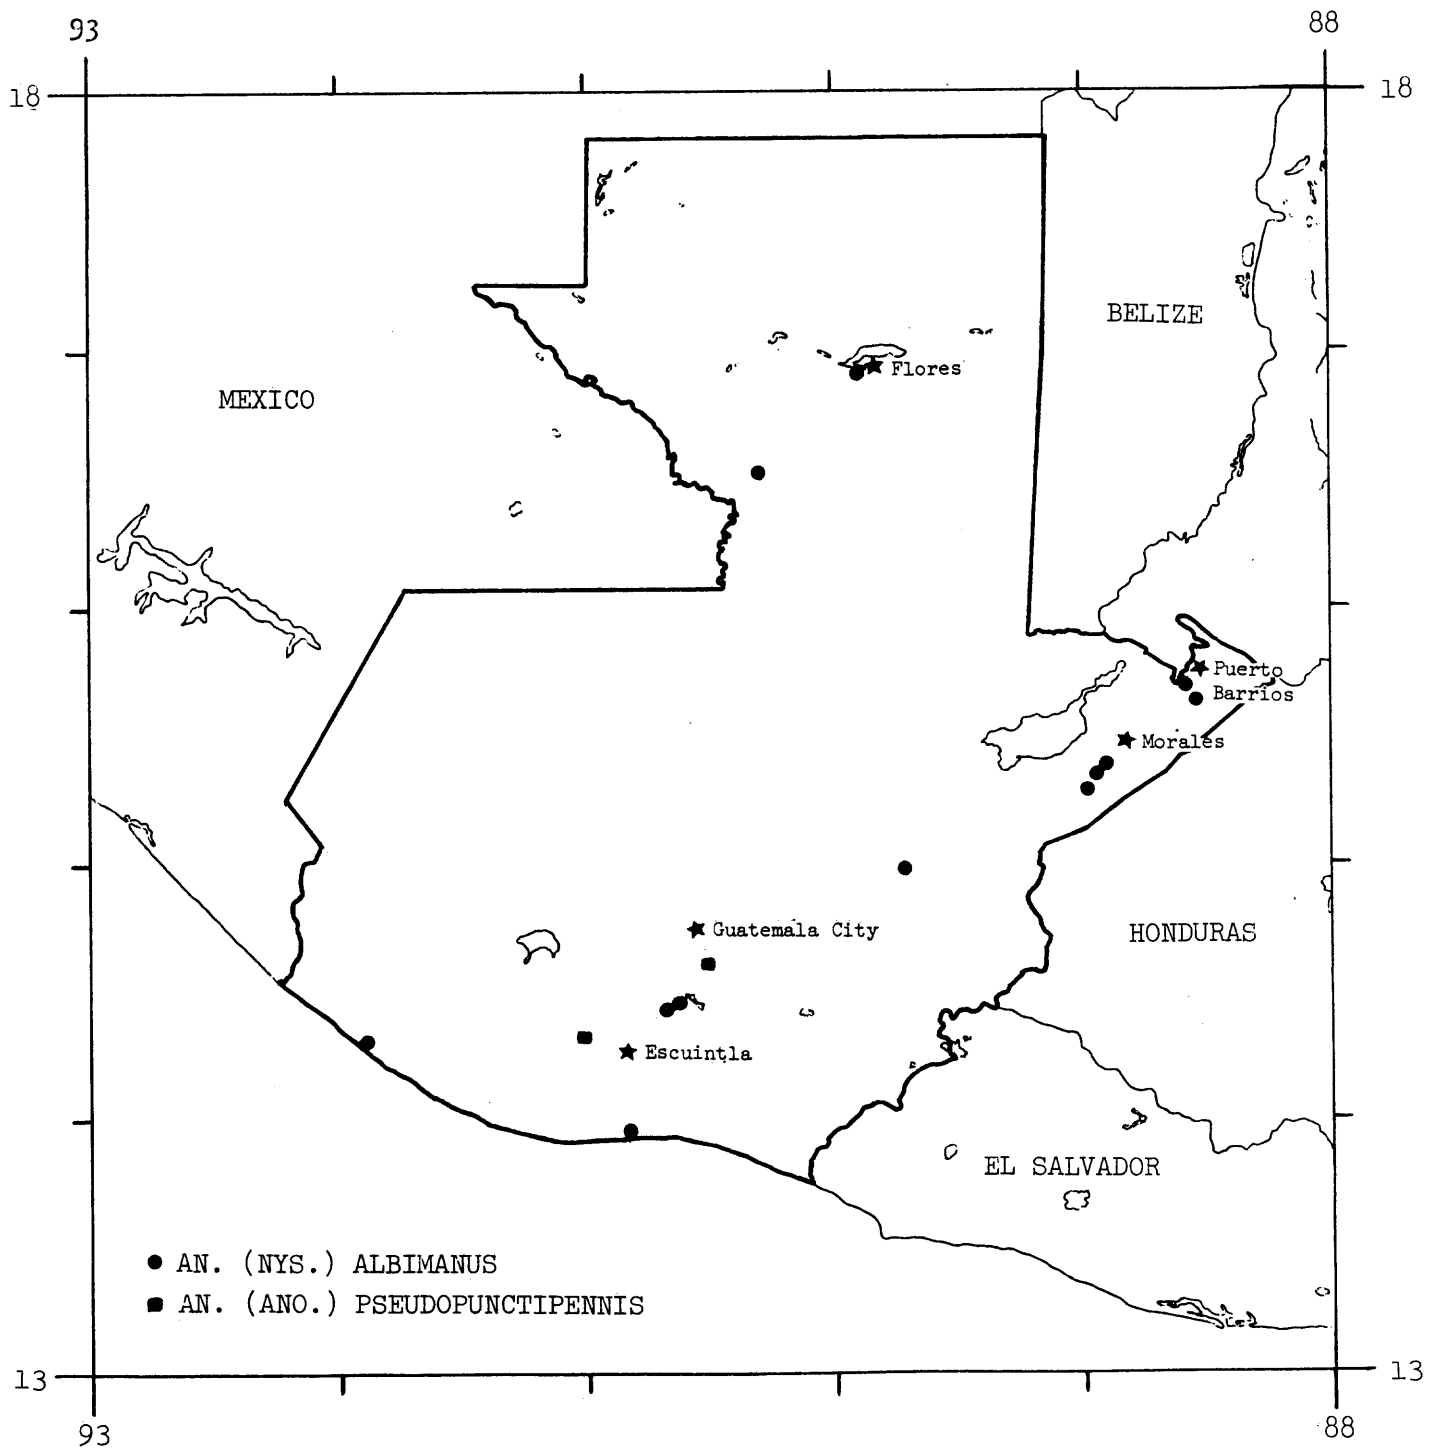 93
88
18
18
BELIZE
MEXICO
Flores
Puerto
Barrios
Morales
Guatemala City
HONDURAS
Escuintla
EL SALVADOR
AN. (NYS.) ALBIMANUS
AN. (ANO.) PSEUDOPUNCTIPENNIS
13
13
93
88